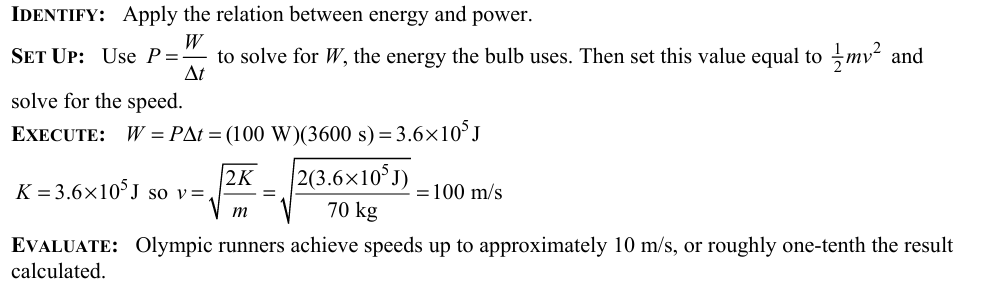 IDENTIFY: Apply the relation between energy and power.
SET UP: Use P = W/Δt to solve for W, the energy the bulb uses. Then set this value equal to ½mv² and
solve for the speed.
EXECUTE: W = PΔt = (100 W)(3600 s) = 3.6×10⁵ J
K = 3.6×10⁵ J so v = √(2K/m) = √(2(3.6×10⁵ J)/70 kg) = 100 m/s
EVALUATE: Olympic runners achieve speeds up to approximately 10 m/s, or roughly one-tenth the result
calculated.